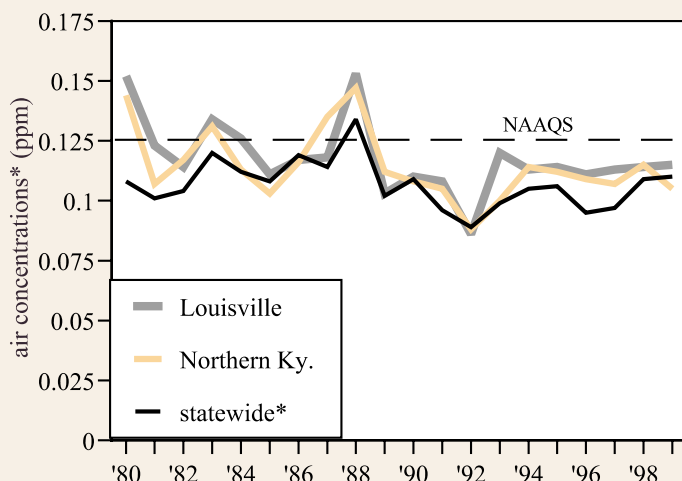 air concentrations* (ppm)
0.175
0.15
0.125
0.1
0.075
0.05
0.025
0
NAAQS
Louisville
Northern Ky.
statewide*
'80 '82 '84 '86 '88 '90 '92 '94 '96 '98